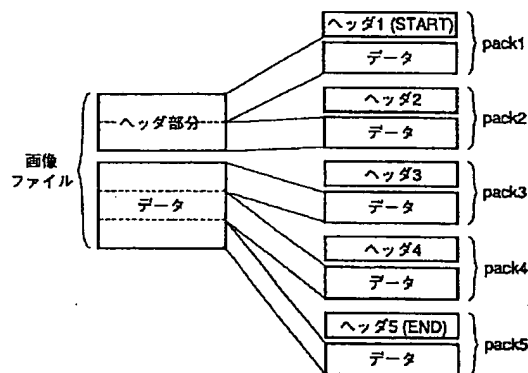 ヘッダ1 (START)
データ
pack1
ヘッダ2
データ
pack2
ヘッダ部分
画像
ファイル
データ
ヘッダ3
データ
pack3
ヘッダ4
データ
pack4
ヘッダ5 (END)
データ
pack5